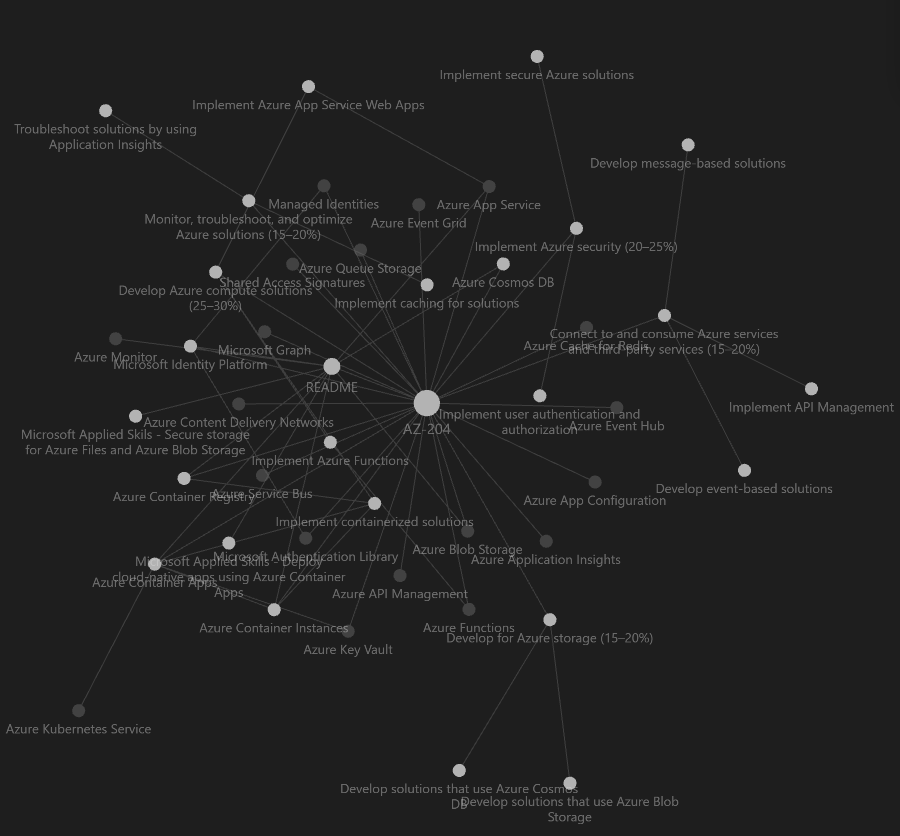 Implement secure Azure solutions
Implement Azure App Service Web Apps
Troubleshoot solutions by using
Application Insights
Develop message-based solutions
Managed Identities
Azure App Service
Monitor, troubleshoot, and optimize
Azure solutions (15–20%)
Azure Event Grid
Implement Azure security (20–25%)
Azure Queue Storage
Shared Access Signatures
Azure Cosmos DB
Develop Azure compute solutions
(25–30%)
Implement caching for solutions
Connect to and consume Azure services
and third-party services (15–20%)
Azure Cache for Redis
Microsoft Graph
Azure Monitor
Microsoft Identity Platform
README
Implement API Management
Azure Content Delivery Networks
AZ-204
Implement user authentication and
authorization
Azure Event Hub
Microsoft Applied Skils - Secure storage
for Azure Files and Azure Blob Storage
Implement Azure Functions
Develop event-based solutions
Azure Container Registry
Azure Service Bus
Azure App Configuration
Implement containerized solutions
Azure Blob Storage
Microsoft Authentication Library
Azure Application Insights
Microsoft Applied Skills - Deploy
cloud-native apps using Azure Container
Apps
Azure Container Apps
Azure API Management
Azure Container Instances
Azure Functions
Develop for Azure storage (15–20%)
Azure Key Vault
Azure Kubernetes Service
Develop solutions that use Azure Cosmos
DB
Develop solutions that use Azure Blob
Storage